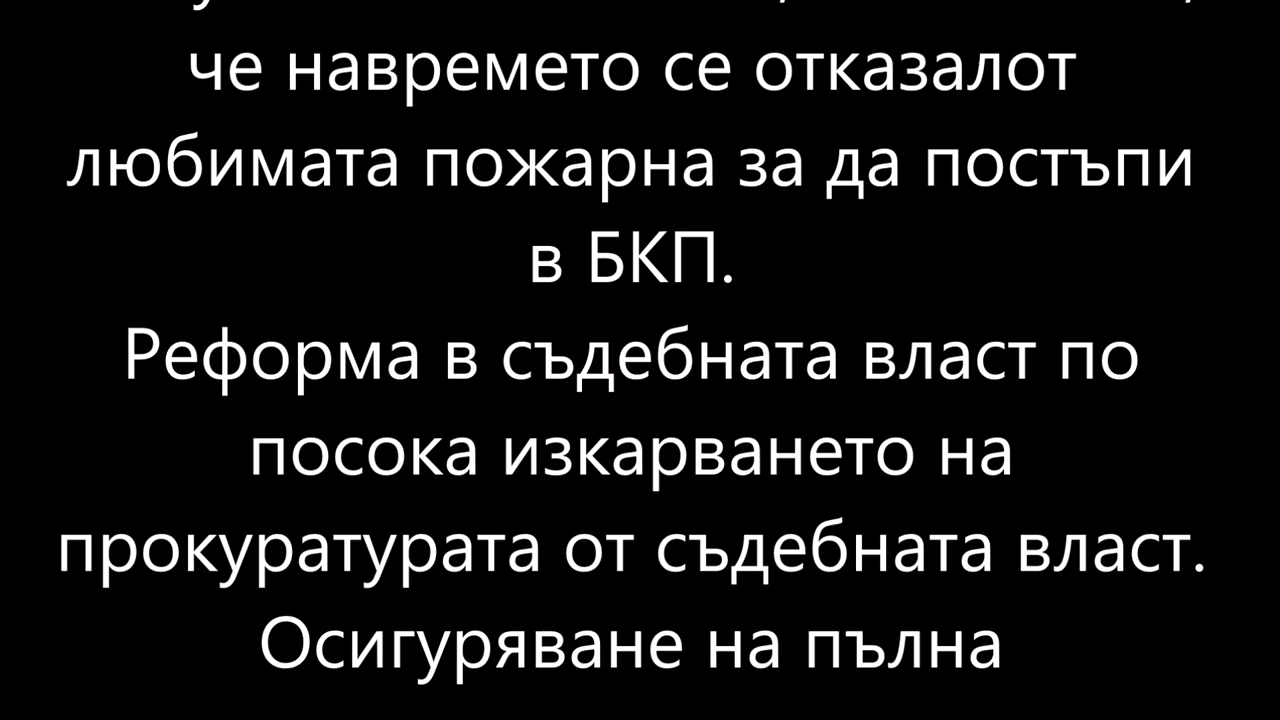 че навремето се отказалот
любимата пожарна за да постъпи
в БКП.
Реформа в съдебната власт по
посока изкарването на
прокуратурата от съдебната власт.
Осигуряване на пълна